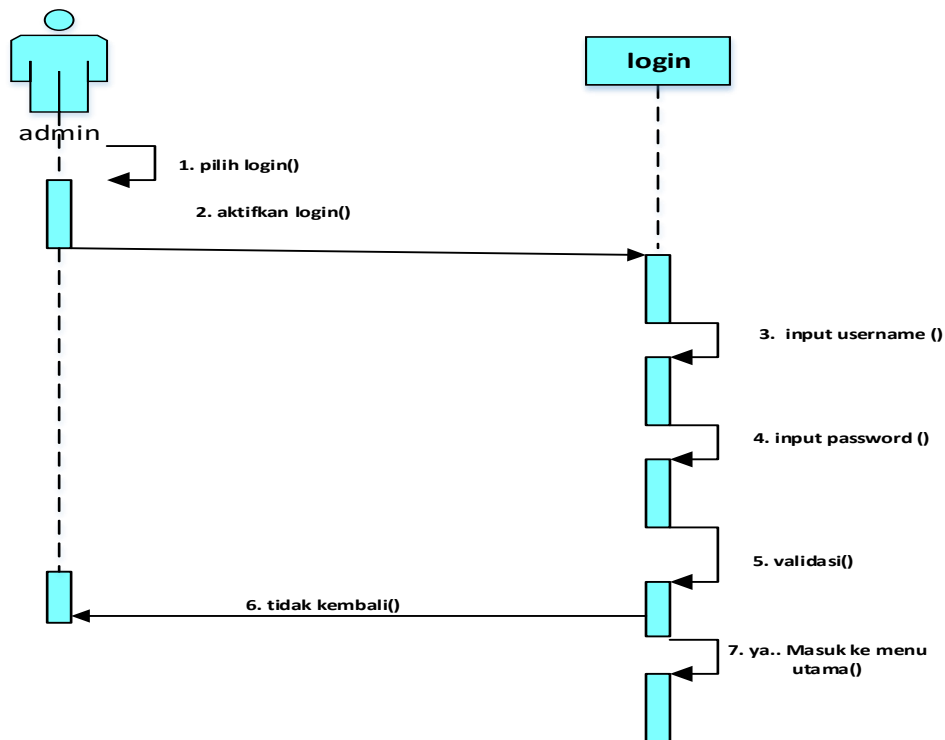 login
admin
1. pilih login()
2. aktifkan login()
3. input username ()
4. input password ()
5. validasi()
6. tidak kembali()
7. ya.. Masuk ke menu
utama()